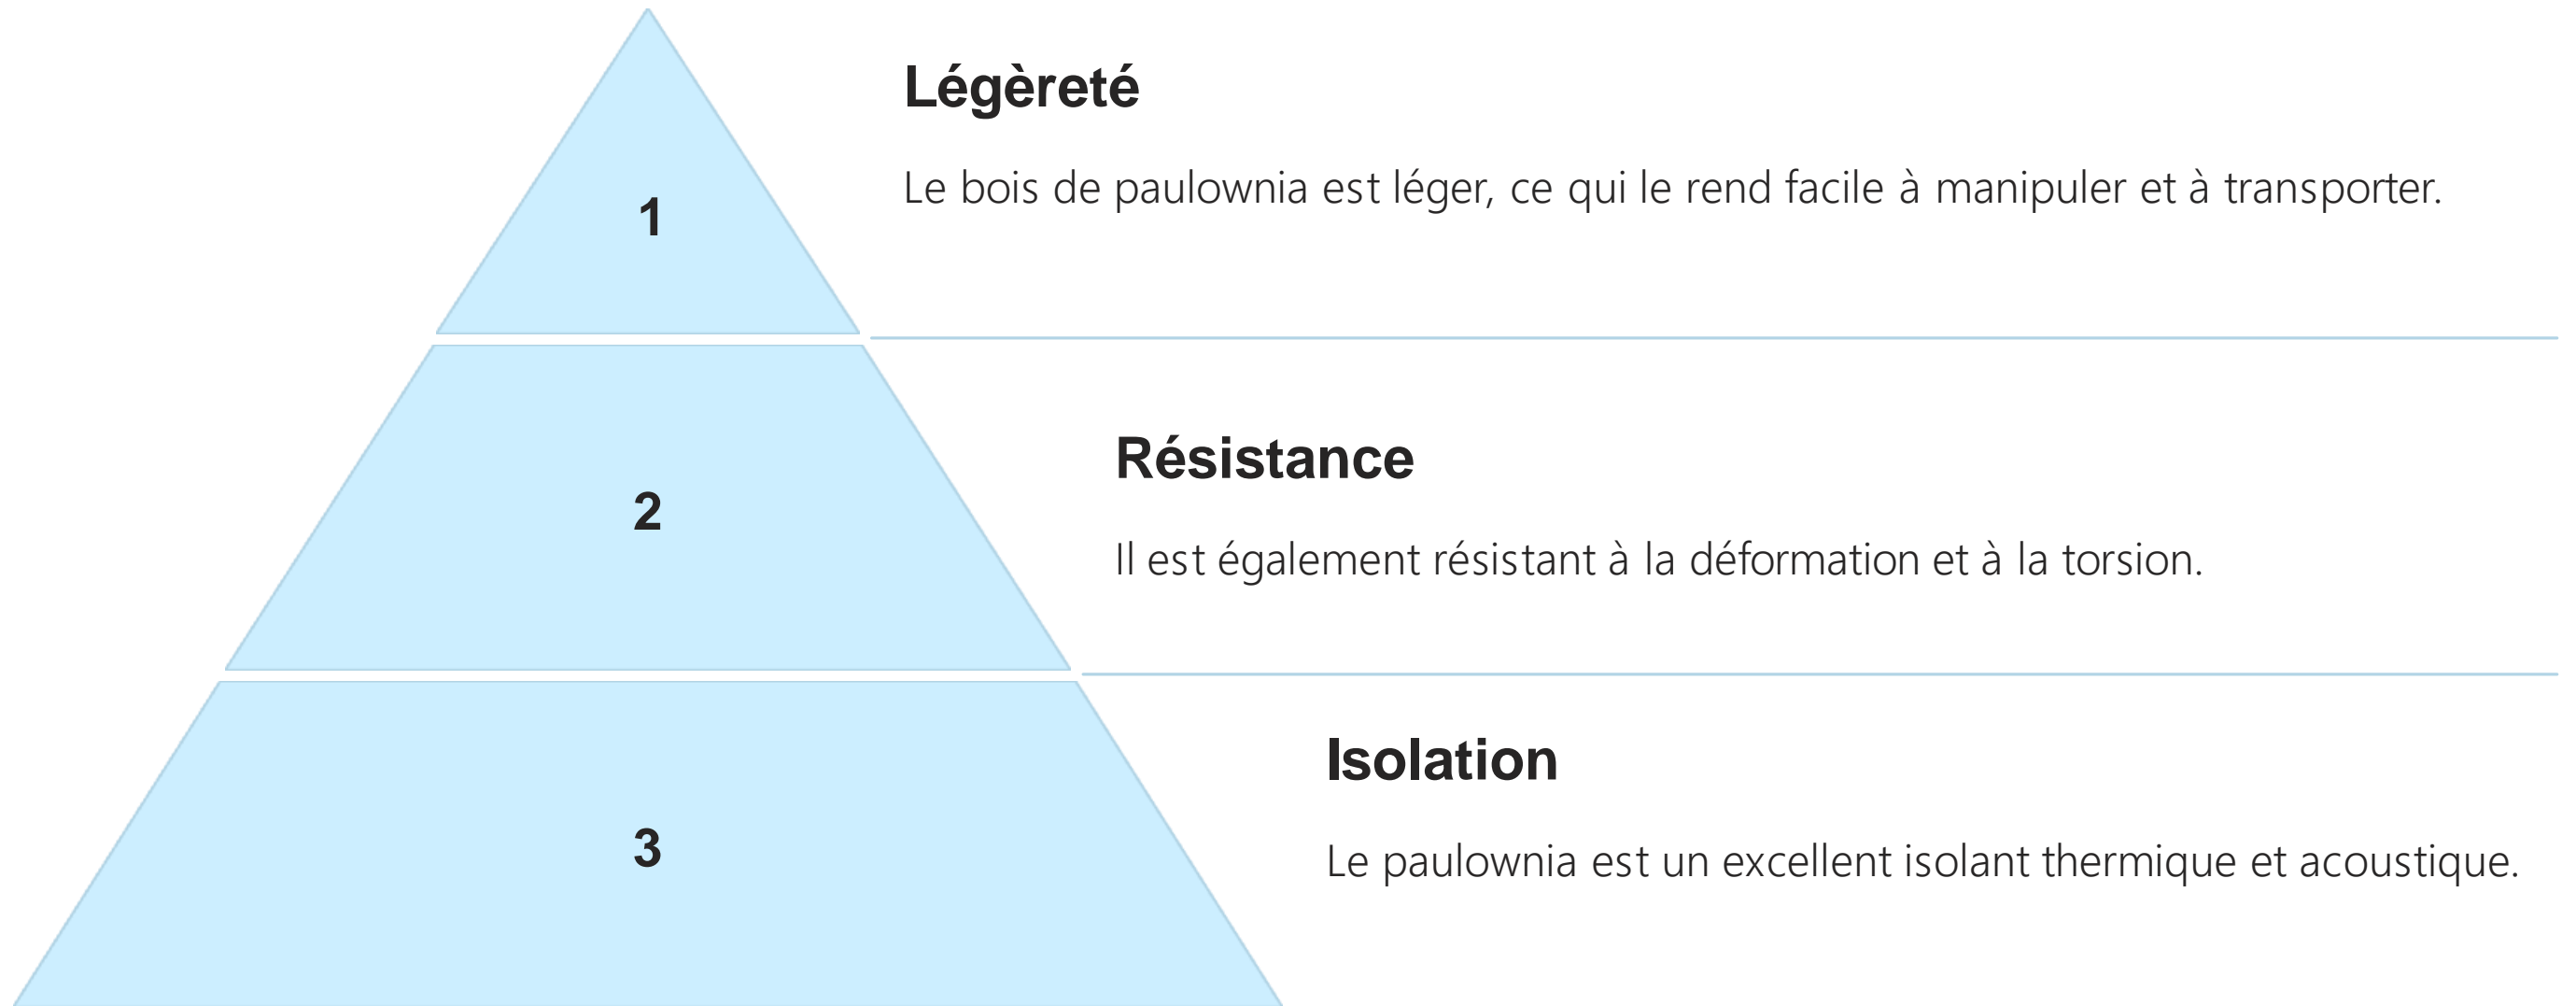 1
Légèreté
Le bois de paulownia est léger, ce qui le rend facile à manipuler et à transporter.
2
Résistance
Il est également résistant à la déformation et à la torsion.
3
Isolation
Le paulownia est un excellent isolant thermique et acoustique.